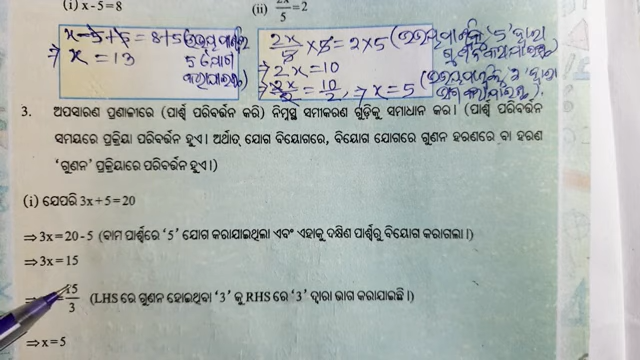 (i) x-5=8
(ii) 2x/5 = 2
x-5+5 = 8+5
⇒ x = 13
5 ଯୋଗ
2x/5 × 5 = 2×5
⇒ 2x = 10
⇒ 2x/2 = 10/2, ⇒ x = 5
3. ଅପସାରଣ ପ୍ରଣାଳୀରେ (ପାର୍ଶ୍ୱ ପରିବର୍ତ୍ତନ କରି) ନିମ୍ନସ୍ଥ ସମୀକରଣ ଗୁଡ଼ିକୁ ସମାଧାନ କର। (ପାର୍ଶ୍ୱ ପରିବର୍ତ୍ତନ
ସମୟରେ ପ୍ରକ୍ରିୟା ପରିବର୍ତ୍ତନ ହୁଏ। ଅର୍ଥାତ୍ ଯୋଗ ବିୟୋଗରେ, ବିୟୋଗ ଯୋଗରେ ଗୁଣନ ହରଣରେ ବା ହରଣ
‘ଗୁଣନ’ ପ୍ରକ୍ରିୟାରେ ପରିବର୍ତ୍ତନ ହୁଏ।)
(i) ଯେପରି 3x+5=20
⇒3x=20-5 (ବାମ ପାର୍ଶ୍ୱରେ ‘5’ ଯୋଗ କରାଯାଇଥିଲା ଏବଂ ଏହାକୁ ଦକ୍ଷିଣ ପାର୍ଶ୍ୱରୁ ବିୟୋଗ କରାଗଲା।)
⇒3x=15
= 15/3 (LHS ରେ ଗୁଣନ ହୋଇଥିବା ‘3’ କୁ RHS ରେ ‘3’ ଦ୍ୱାରା ଭାଗ କରାଯାଇଛି।)
⇒x=5